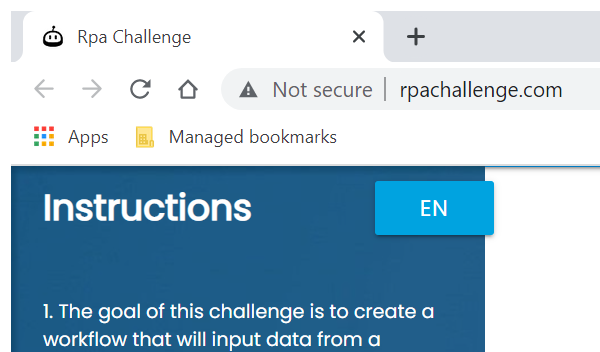 Rpa Challenge
Not secure | rpachallenge.com
Apps Managed bookmarks
Instructions
EN
1. The goal of this challenge is to create a
workflow that will input data from a